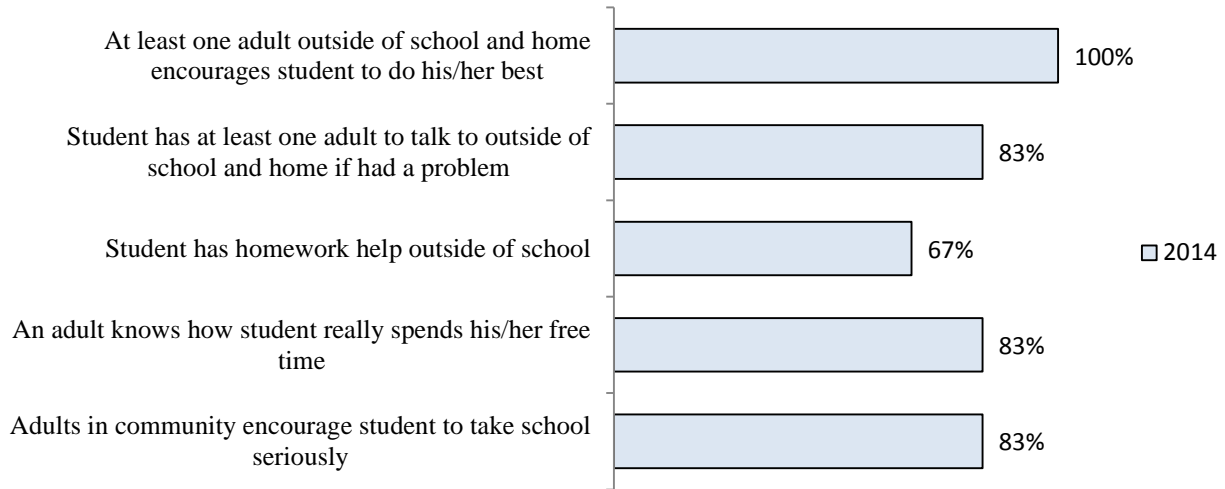 At least one adult outside of school and home
encourages student to do his/her best
100%
Student has at least one adult to talk to outside of
school and home if had a problem
83%
Student has homework help outside of school
67%
2014
An adult knows how student really spends his/her free
time
83%
Adults in community encourage student to take school
seriously
83%